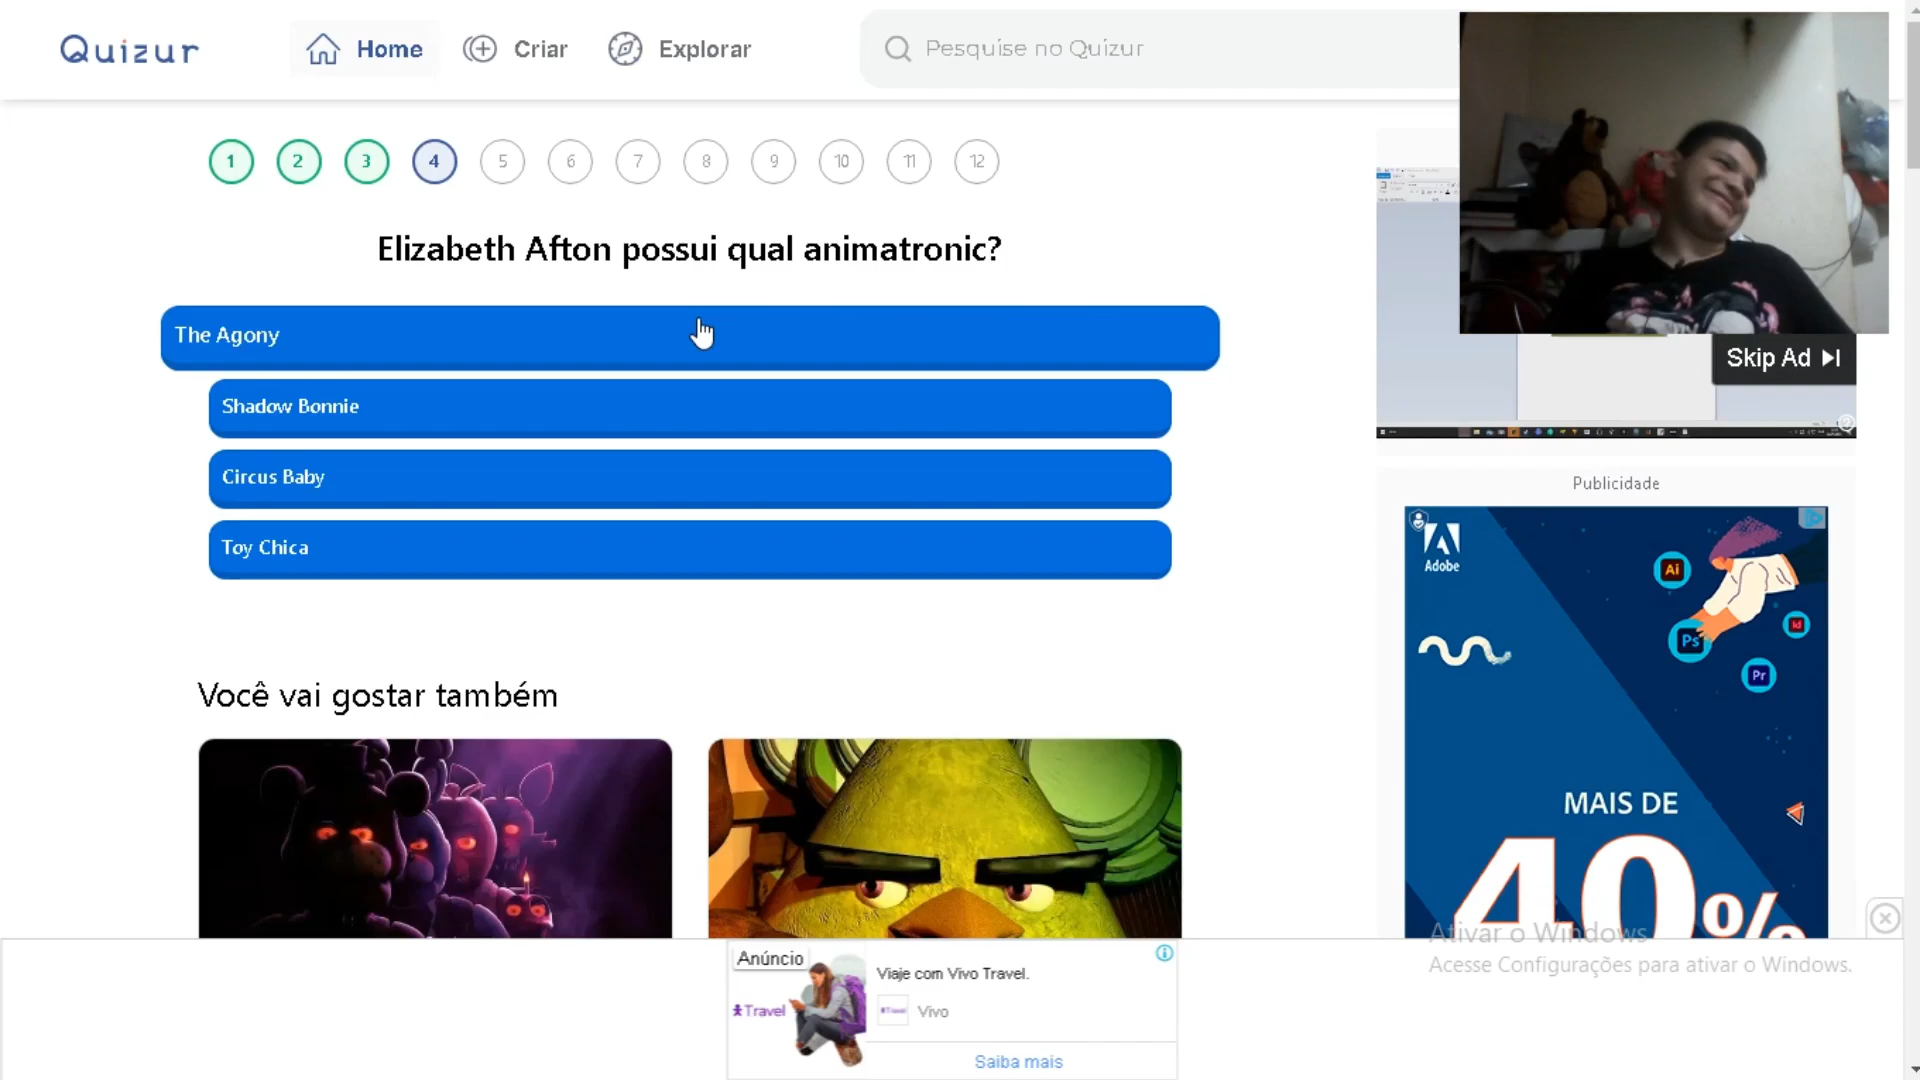 Quizur
Home
Criar
Explorar
Pesquise no Quizur
1 2 3 4 5 6 7 8 9 10 11 12
Elizabeth Afton possui qual animatronic?
The Agony
Shadow Bonnie
Circus Baby
Toy Chica
Skip Ad
Publicidade
Adobe
Ai
Ps
Id
Pr
MAIS DE
40%
Você vai gostar também
Anúncio
Travel
Viaje com Vivo Travel.
Vivo
Saiba mais
Ativar o Windows
Acesse Configurações para ativar o Windows.